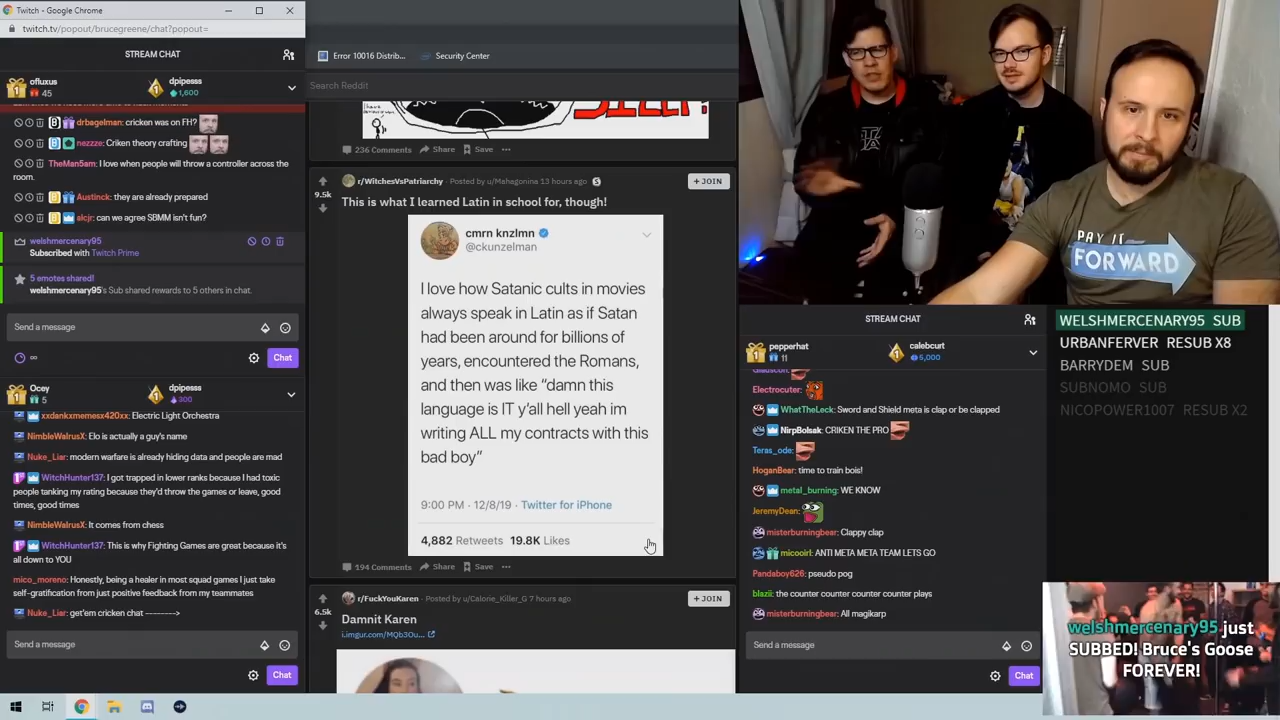 Twitch - Google Chrome
twitch.tv/popout/brucegreene/chat?popout=
STREAM CHAT
ofluxus
45
dpipesss
1,600
drbagelman: cricken was on FH?
nezzze: Criken theory crafting
TheMan5am: I love when people will throw a controller across the
room.
Austinck: they are already prepared
alcjr: can we agree SBMM isn't fun?
welshmercenary95
Subscribed with Twitch Prime
5 emotes shared!
welshmercenary95's Sub shared rewards to 5 others in chat.
Send a message
Chat
Ocey
5
dpipesss
300
xxdankxmemesx420xx: Electric Light Orchestra
NimbleWalrusX: Elo is actually a guy's name
Nuke_Liar: modern warfare is already hiding data and people are mad
WitchHunter137: I got trapped in lower ranks because I had toxic
people tanking my rating because they'd throw the games or leave, good
times, good times
NimbleWalrusX: It comes from chess
WitchHunter137: This is why Fighting Games are great because it's
all down to YOU
mico_moreno: Honestly, being a healer in most squad games I just take
self-gratification from just positive feedback from my teammates
Nuke_Liar: get'em cricken chat -------->
Send a message
Chat
Error 10016 Distrib...
Security Center
Search Reddit
236 Comments
Share
Save
9.5k
r/WitchesVsPatriarchy · Posted by u/Mahagonina 13 hours ago
+ JOIN
This is what I learned Latin in school for, though!
cmrn knzlmn
@ckunzelman
I love how Satanic cults in movies
always speak in Latin as if Satan
had been around for billions of
years, encountered the Romans,
and then was like “damn this
language is IT y'all hell yeah im
writing ALL my contracts with this
bad boy”
9:00 PM · 12/8/19 · Twitter for iPhone
4,882 Retweets 19.8K Likes
194 Comments
Share
Save
6.5k
r/FuckYouKaren · Posted by u/Calorie_Killer_G 7 hours ago
+ JOIN
Damnit Karen
i.imgur.com/MQb3Ou...
PAY IT
FORWARD
STREAM CHAT
pepperhat
11
calebcurt
5,000
Electrocuter:
WhatTheLeck: Sword and Shield meta is clap or be clapped
NirpBolsak: CRIKEN THE PRO
Teras_ode:
HoganBear: time to train bois!
metal_burning: WE KNOW
JeremyDean:
misterburningbear: Clappy clap
micooirl: ANTI META META TEAM LETS GO
Pandaboy626: pseudo pog
blazii: the counter counter counter counter plays
misterburningbear: All magikarp
Send a message
Chat
WELSHMERCENARY95 SUB
URBANFERVER RESUB X8
BARRYDEM SUB
SUBNOMO SUB
NICOPOWER1007 RESUB X2
welshmercenary95 just
SUBBED! Bruce's Goose
FOREVER!